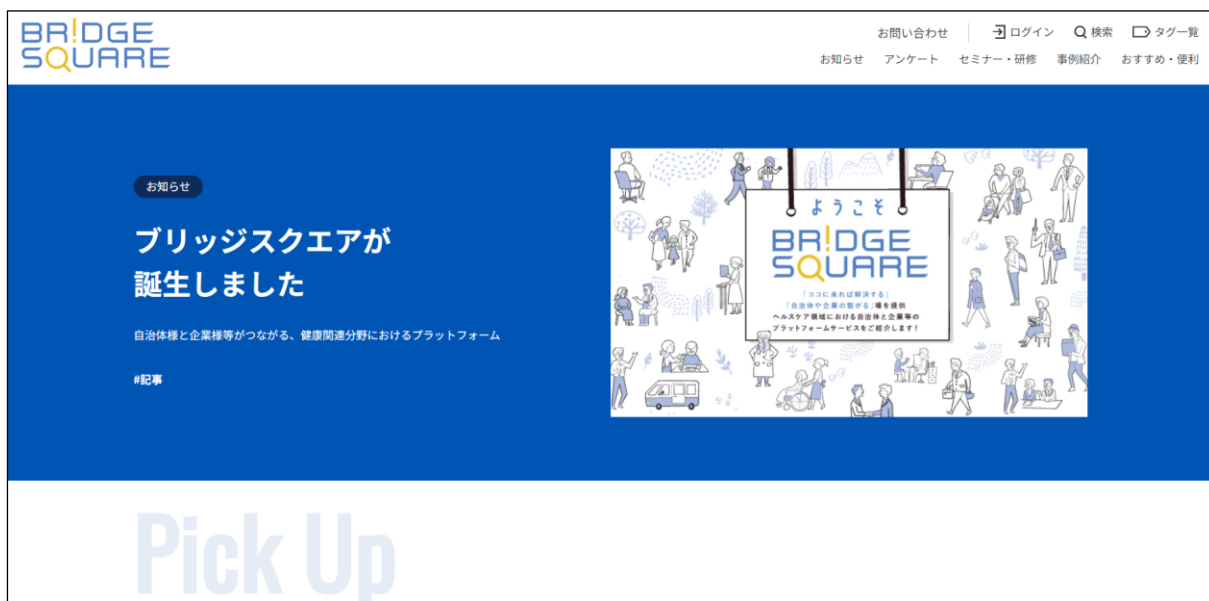 BR!DGE
SQUARE
お問い合わせ ログイン 検索 タグ一覧
お知らせ アンケート セミナー・研修 事例紹介 おすすめ・便利
お知らせ
ブリッジスクエアが
誕生しました
自治体様と企業様等がつながる、健康関連分野におけるプラットフォーム
#記事
ようこそ
BR!DGE
SQUARE
「ココに来れば解決する」
「自治体や企業の繋がる」場を提供
ヘルスケア領域における自治体と企業等の
プラットフォームサービスをご紹介します!
Pick Up